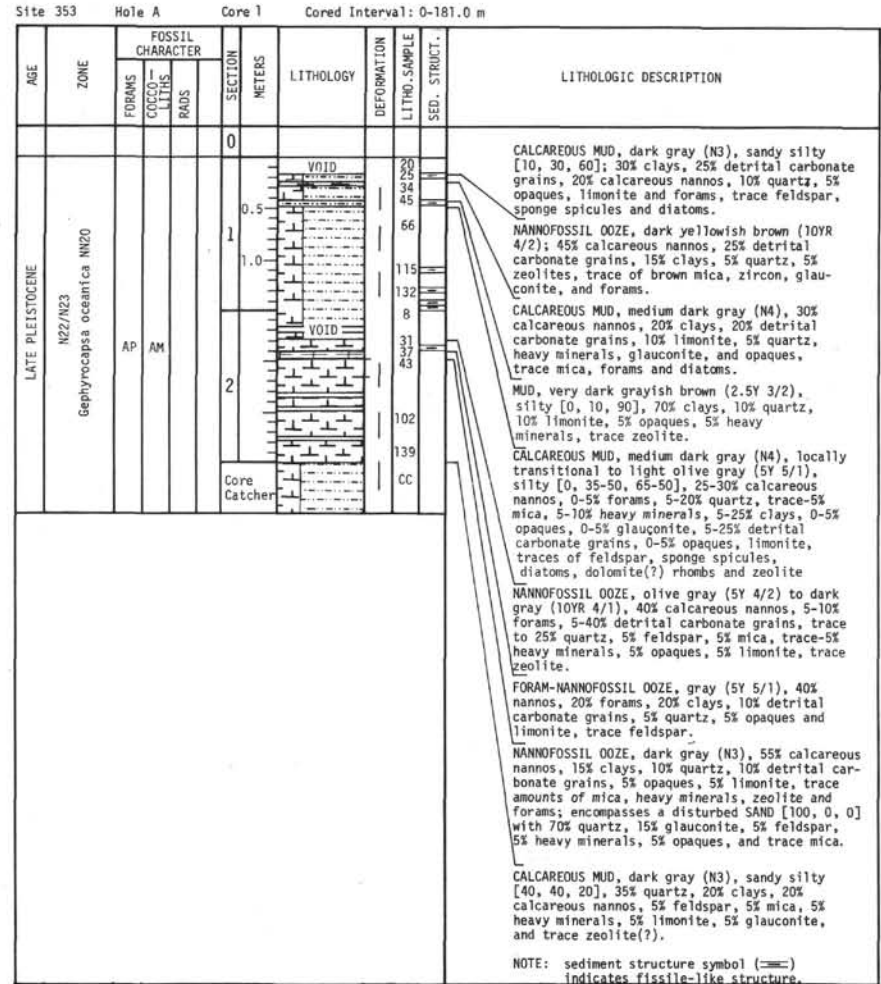 Site 353 Hole A Core 1 Cored Interval: 0-181.0 m
AGE
ZONE
FOSSIL
CHARACTER
FORAMS
COCCO-
LITHS
RADS
SECTION
METERS
LITHOLOGY
DEFORMATION
LITHO.SAMPLE
SED. STRUCT.
LITHOLOGIC DESCRIPTION
LATE PLEISTOCENE
N22/N23
Gephyrocapsa oceanica NN20
AP
AM
0
1
2
Core
Catcher
0.5
1.0
VOID
VOID
20
25
34
45
66
115
132
8
31
37
43
102
139
CC
CALCAREOUS MUD, dark gray (N3), sandy silty
[10, 30, 60]; 30% clays, 25% detrital carbonate
grains, 20% calcareous nannos, 10% quartz, 5%
opaques, limonite and forams, trace feldspar,
sponge spicules and diatoms.
NANNOFOSSIL OOZE, dark yellowish brown (10YR
4/2); 45% calcareous nannos, 25% detrital
carbonate grains, 15% clays, 5% quartz, 5%
zeolites, trace of brown mica, zircon, glau-
conite, and forams.
CALCAREOUS MUD, medium dark gray (N4), 30%
calcareous nannos, 20% clays, 20% detrital
carbonate grains, 10% limonite, 5% quartz,
heavy minerals, glauconite, and opaques,
trace mica, forams and diatoms.
MUD, very dark grayish brown (2.5Y 3/2),
silty [0, 10, 90], 70% clays, 10% quartz,
10% limonite, 5% opaques, 5% heavy
minerals, trace zeolite.
CALCAREOUS MUD, medium dark gray (N4), locally
transitional to light olive gray (5Y 5/1),
silty [0, 35-50, 65-50], 25-30% calcareous
nannos, 0-5% forams, 5-20% quartz, trace-5%
mica, 5-10% heavy minerals, 5-25% clays, 0-5%
opaques, 0-5% glauconite, 5-25% detrital
carbonate grains, 0-5% opaques, limonite,
traces of feldspar, sponge spicules,
diatoms, dolomite(?) rhombs and zeolite
NANNOFOSSIL OOZE, olive gray (5Y 4/2) to dark
gray (10YR 4/1), 40% calcareous nannos, 5-10%
forams, 5-40% detrital carbonate grains, trace
to 25% quartz, 5% feldspar, 5% mica, trace-5%
heavy minerals, 5% opaques, 5% limonite, trace
zeolite.
FORAM-NANNOFOSSIL OOZE, gray (5Y 5/1), 40%
nannos, 20% forams, 20% clays, 10% detrital
carbonate grains, 5% quartz, 5% opaques and
limonite, trace feldspar.
NANNOFOSSIL OOZE, dark gray (N3), 55% calcareous
nannos, 15% clays, 10% quartz, 10% detrital car-
bonate grains, 5% opaques, 5% limonite, trace
amounts of mica, heavy minerals, zeolite and
forams; encompasses a disturbed SAND [100, 0, 0]
with 70% quartz, 15% glauconite, 5% feldspar,
5% heavy minerals, 5% opaques, and trace mica.
CALCAREOUS MUD, dark gray (N3), sandy silty
[40, 40, 20], 35% quartz, 20% clays, 20%
calcareous nannos, 5% feldspar, 5% mica, 5%
heavy minerals, 5% limonite, 5% glauconite,
and trace zeolite(?).
NOTE: sediment structure symbol ( )
indicates fissile-like structure.